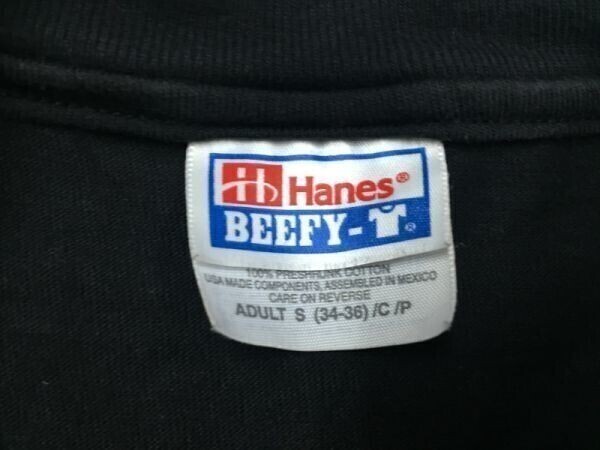 Hanes®
BEEFY-T®
100% PRESHRUNK COTTON
USA MADE COMPONENTS, ASSEMBLED IN MEXICO
CARE ON REVERSE
ADULT S (34-36) /C /P